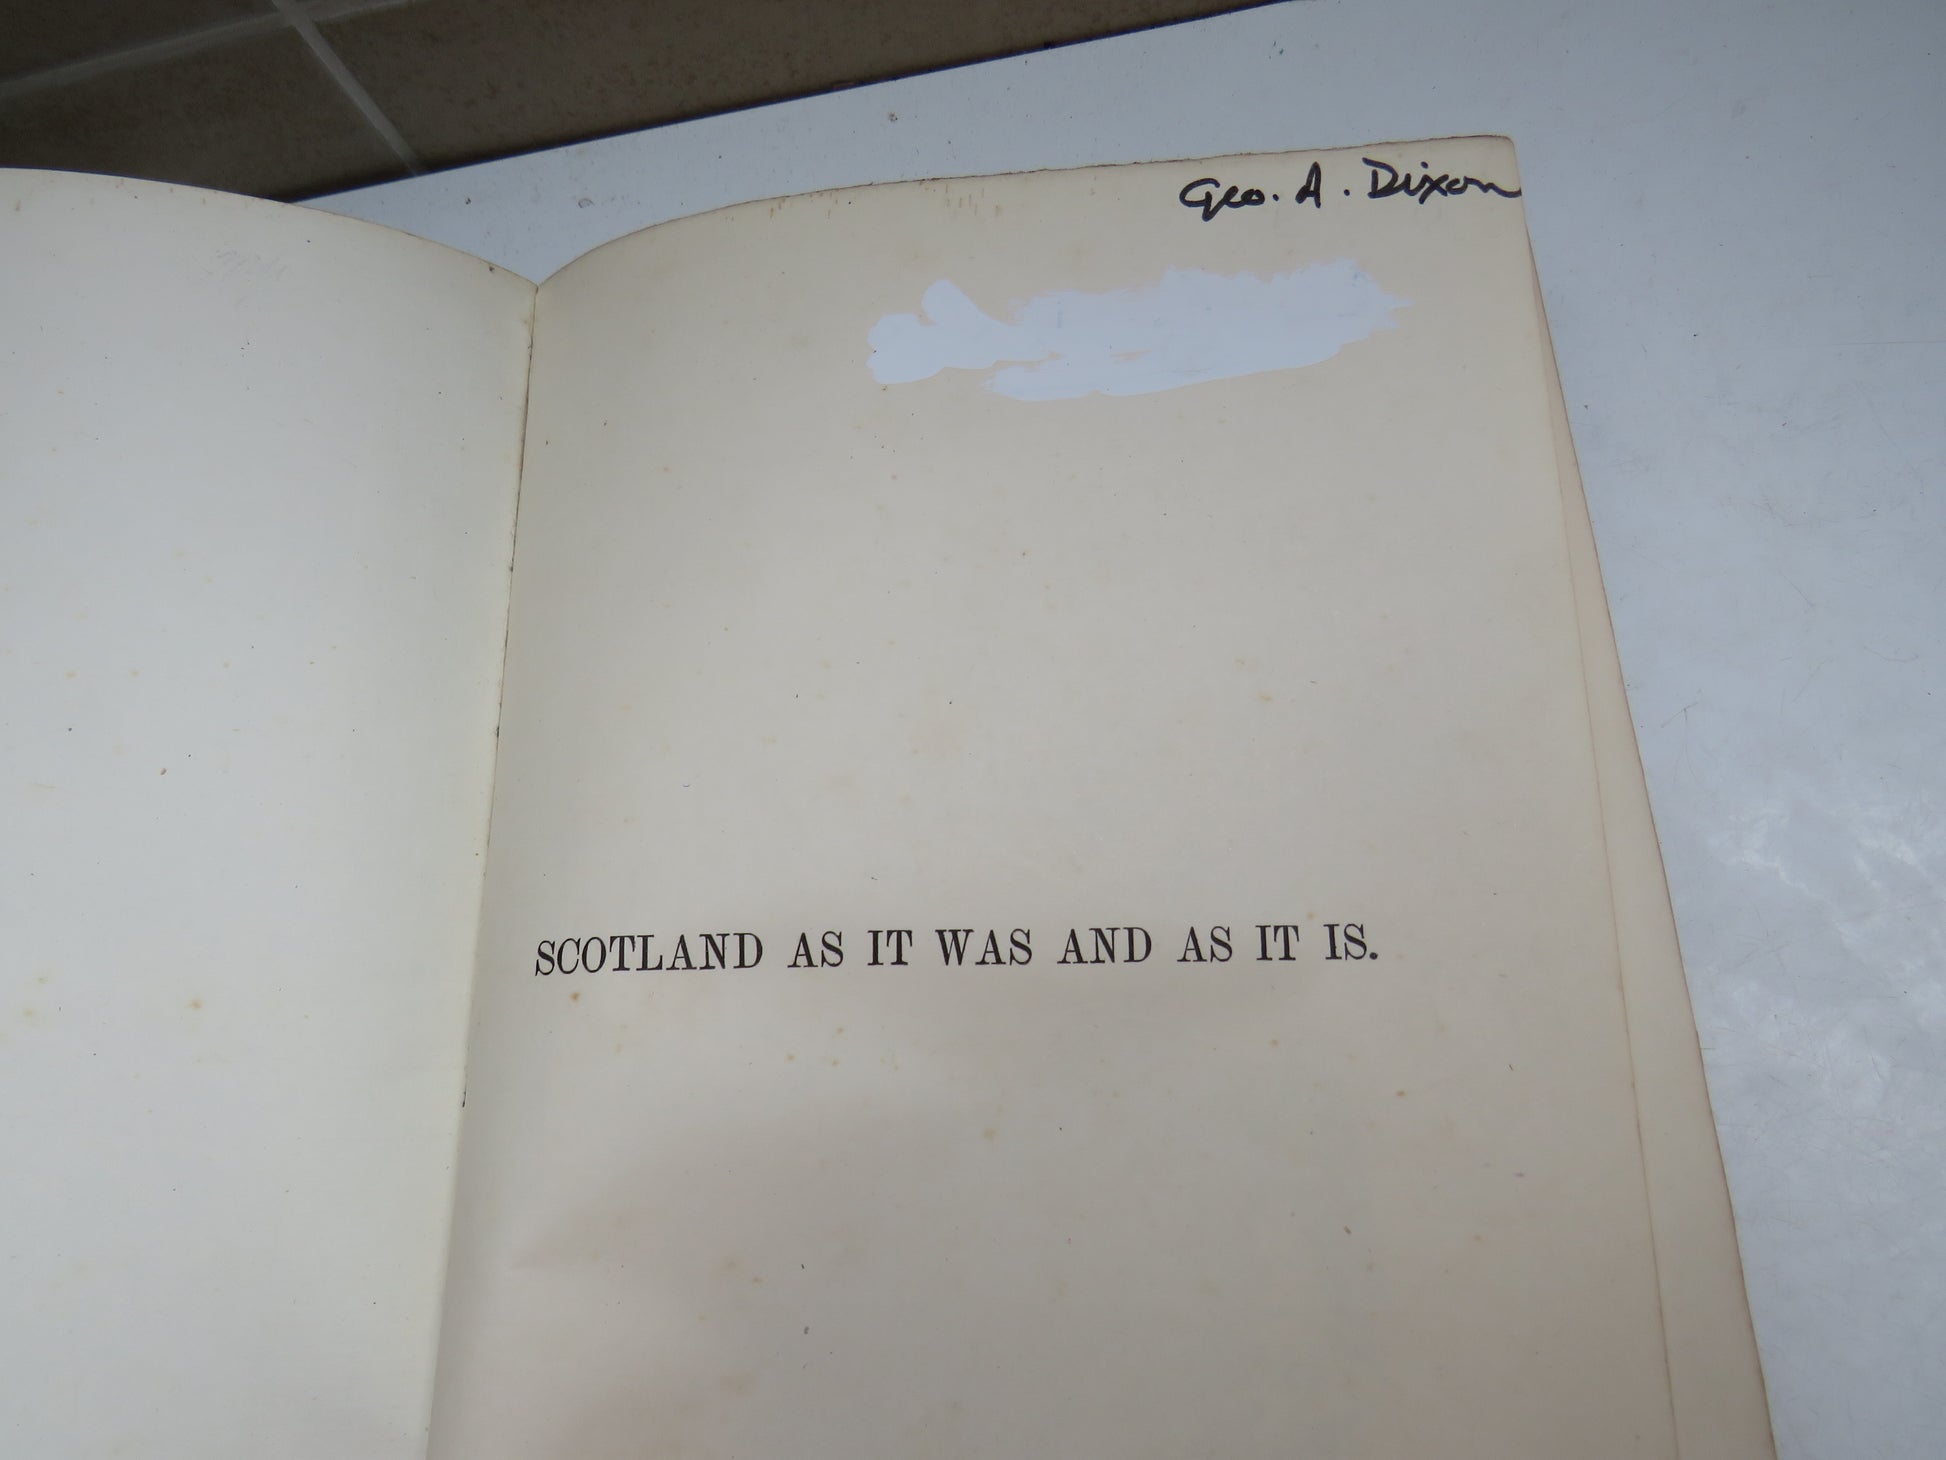 Geo. A. Dixon
SCOTLAND AS IT WAS AND AS IT IS.